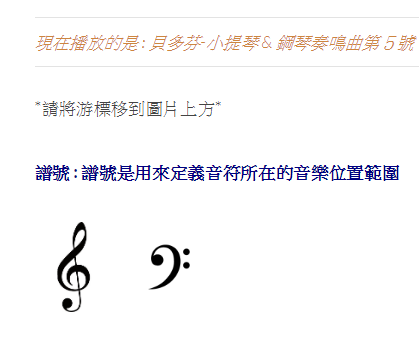 現在播放的是 : 貝多芬-小提琴 & 鋼琴奏鳴曲第 5 號
*請將游標移到圖片上方*
譜號 : 譜號是用來定義音符所在的音樂位置範圍